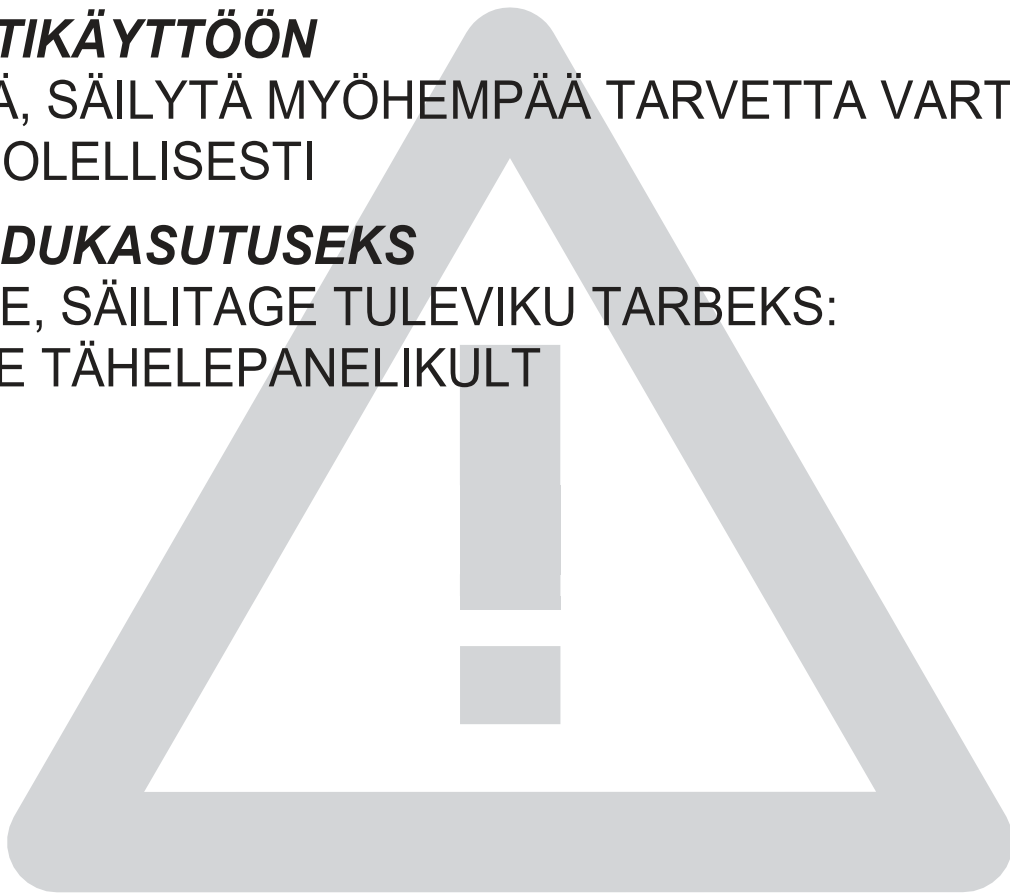 TIKÄYTTÖÖN
Ä, SÄILYTÄ MYÖHEMPÄÄ TARVETTA VART
OLELLISESTI
DUKASUTUSEKS
E, SÄILITAGE TULEVIKU TARBEKS:
E TÄHELEPANELIKULT